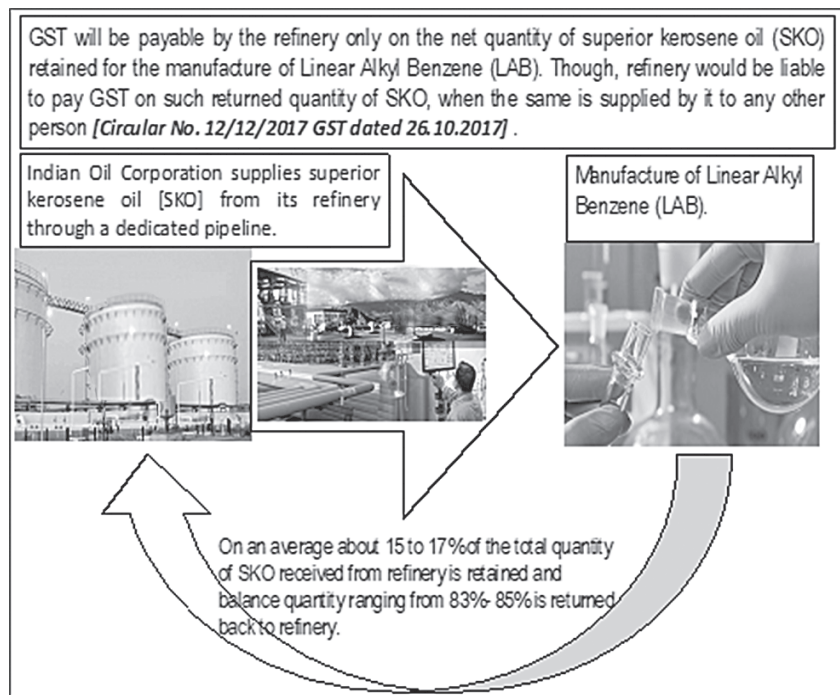 GST will be payable by the refinery only on the net quantity of superior kerosene oil (SKO)
retained for the manufacture of Linear Alkyl Benzene (LAB). Though, refinery would be liable
to pay GST on such returned quantity of SKO, when the same is supplied by it to any other
person [Circular No. 12/12/2017 GST dated 26.10.2017] .
Indian Oil Corporation supplies superior
kerosene oil [SKO] from its refinery
through a dedicated pipeline.
Manufacture of Linear Alkyl
Benzene (LAB).
On an average about 15 to 17% of the total quantity
of SKO received from refinery is retained and
balance quantity ranging from 83%- 85% is returned
back to refinery.